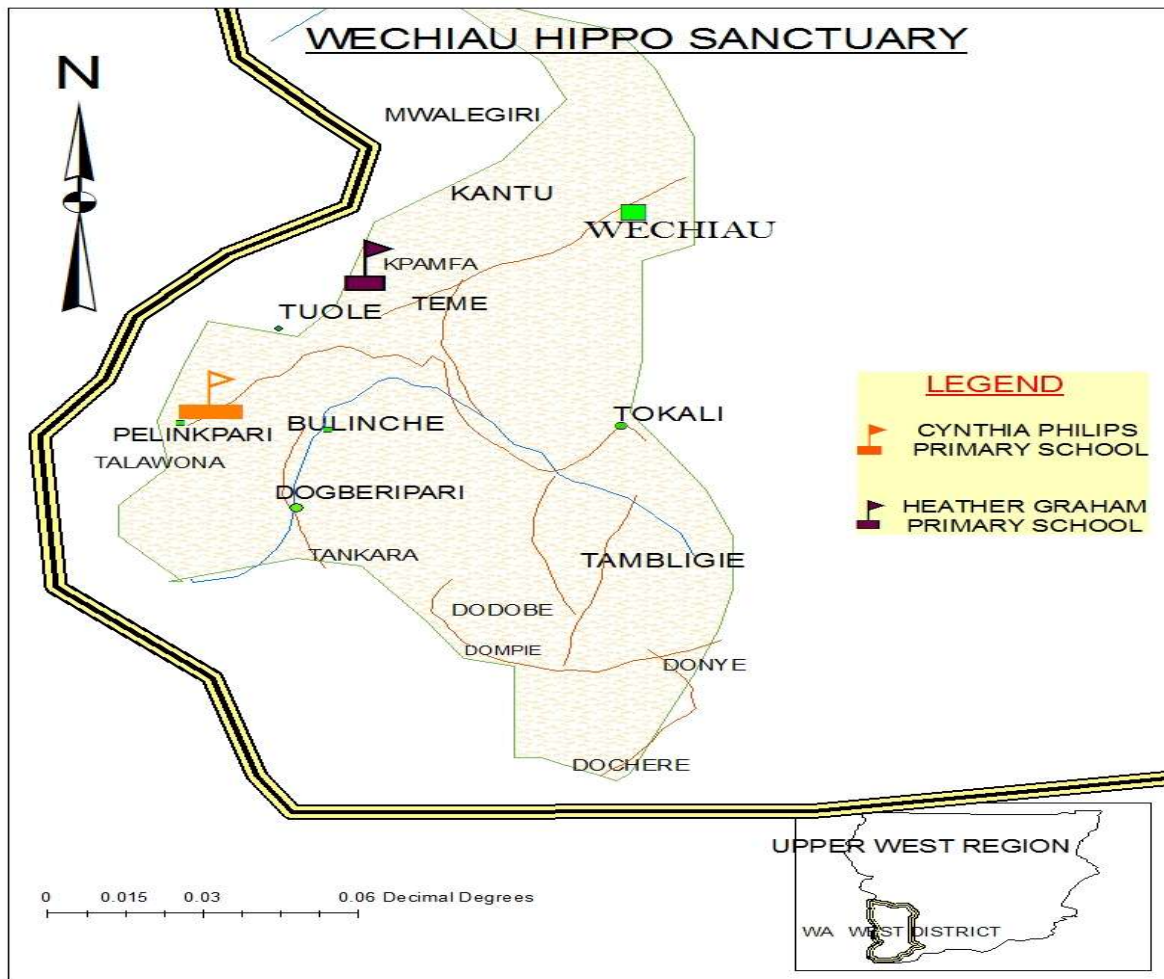 WECHIAU HIPPO SANCTUARY
N
MWALEGIRI
KANTU
WECHIAU
KPAMFA
TUOLE
TEME
LEGEND
CYNTHIA PHILIPS
PRIMARY SCHOOL
HEATHER GRAHAM
PRIMARY SCHOOL
PELINKPARI
BULINCHE
TOKALI
TALAWONA
DOGBERIPARI
TANKARA
TAMBLIGIE
DODOBE
DOMPIE
DONYE
DOCHERE
UPPER WEST REGION
WA WEST DISTRICT
0 0.015 0.03 0.06 Decimal Degrees